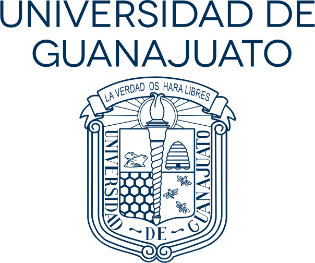 UNIVERSIDAD DE
GUANAJUATO
LA VERDAD OS HARA LIBRES
UNIVERSIDAD
DE
GUANAJUATO